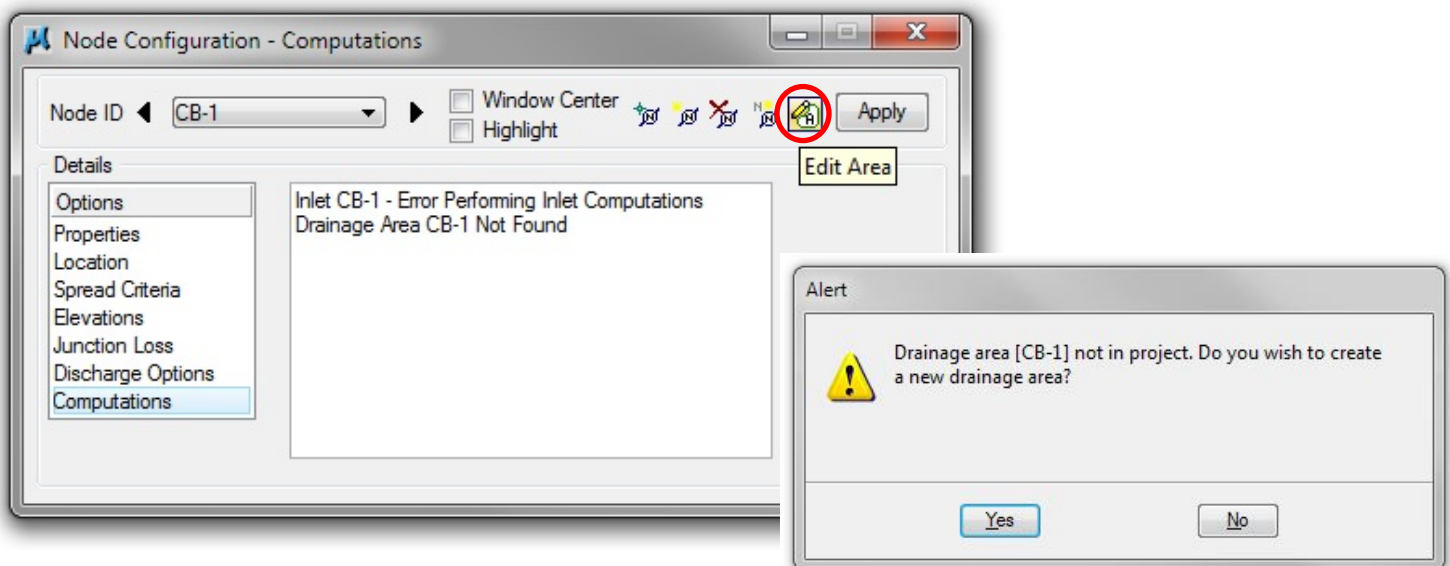 Node Configuration - Computations
Node ID CB-1 Window Center Apply
Highlight
Edit Area
Details
Options
Properties
Location
Spread Criteria
Elevations
Junction Loss
Discharge Options
Computations
Inlet CB-1 - Error Performing Inlet Computations
Drainage Area CB-1 Not Found
Alert
Drainage area [CB-1] not in project. Do you wish to create
a new drainage area?
Yes No